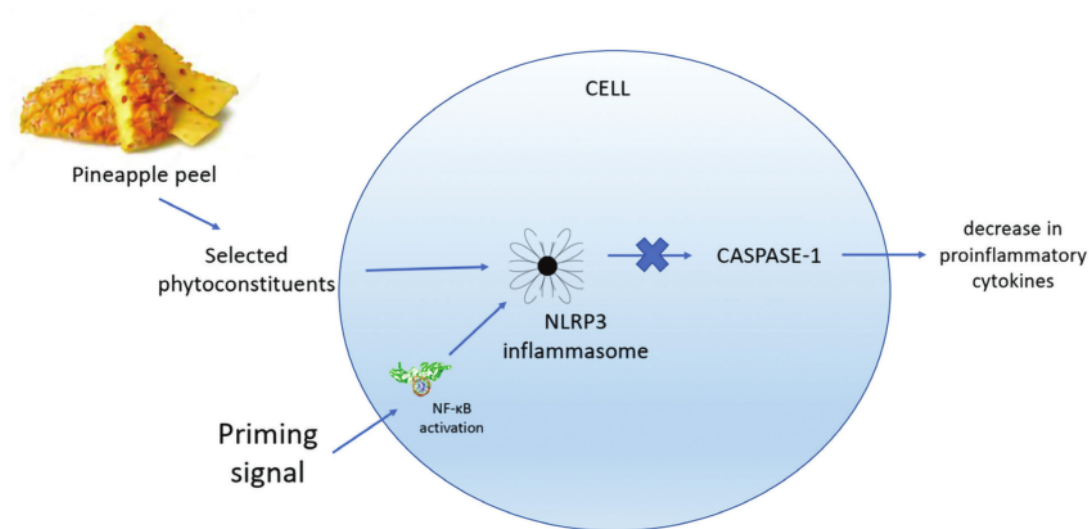 CELL
Pineapple peel
Selected
phytoconstituents
NLRP3
inflammasome
CASPASE-1
decrease in
proinflammatory
cytokines
NF-κB
activation
Priming
signal